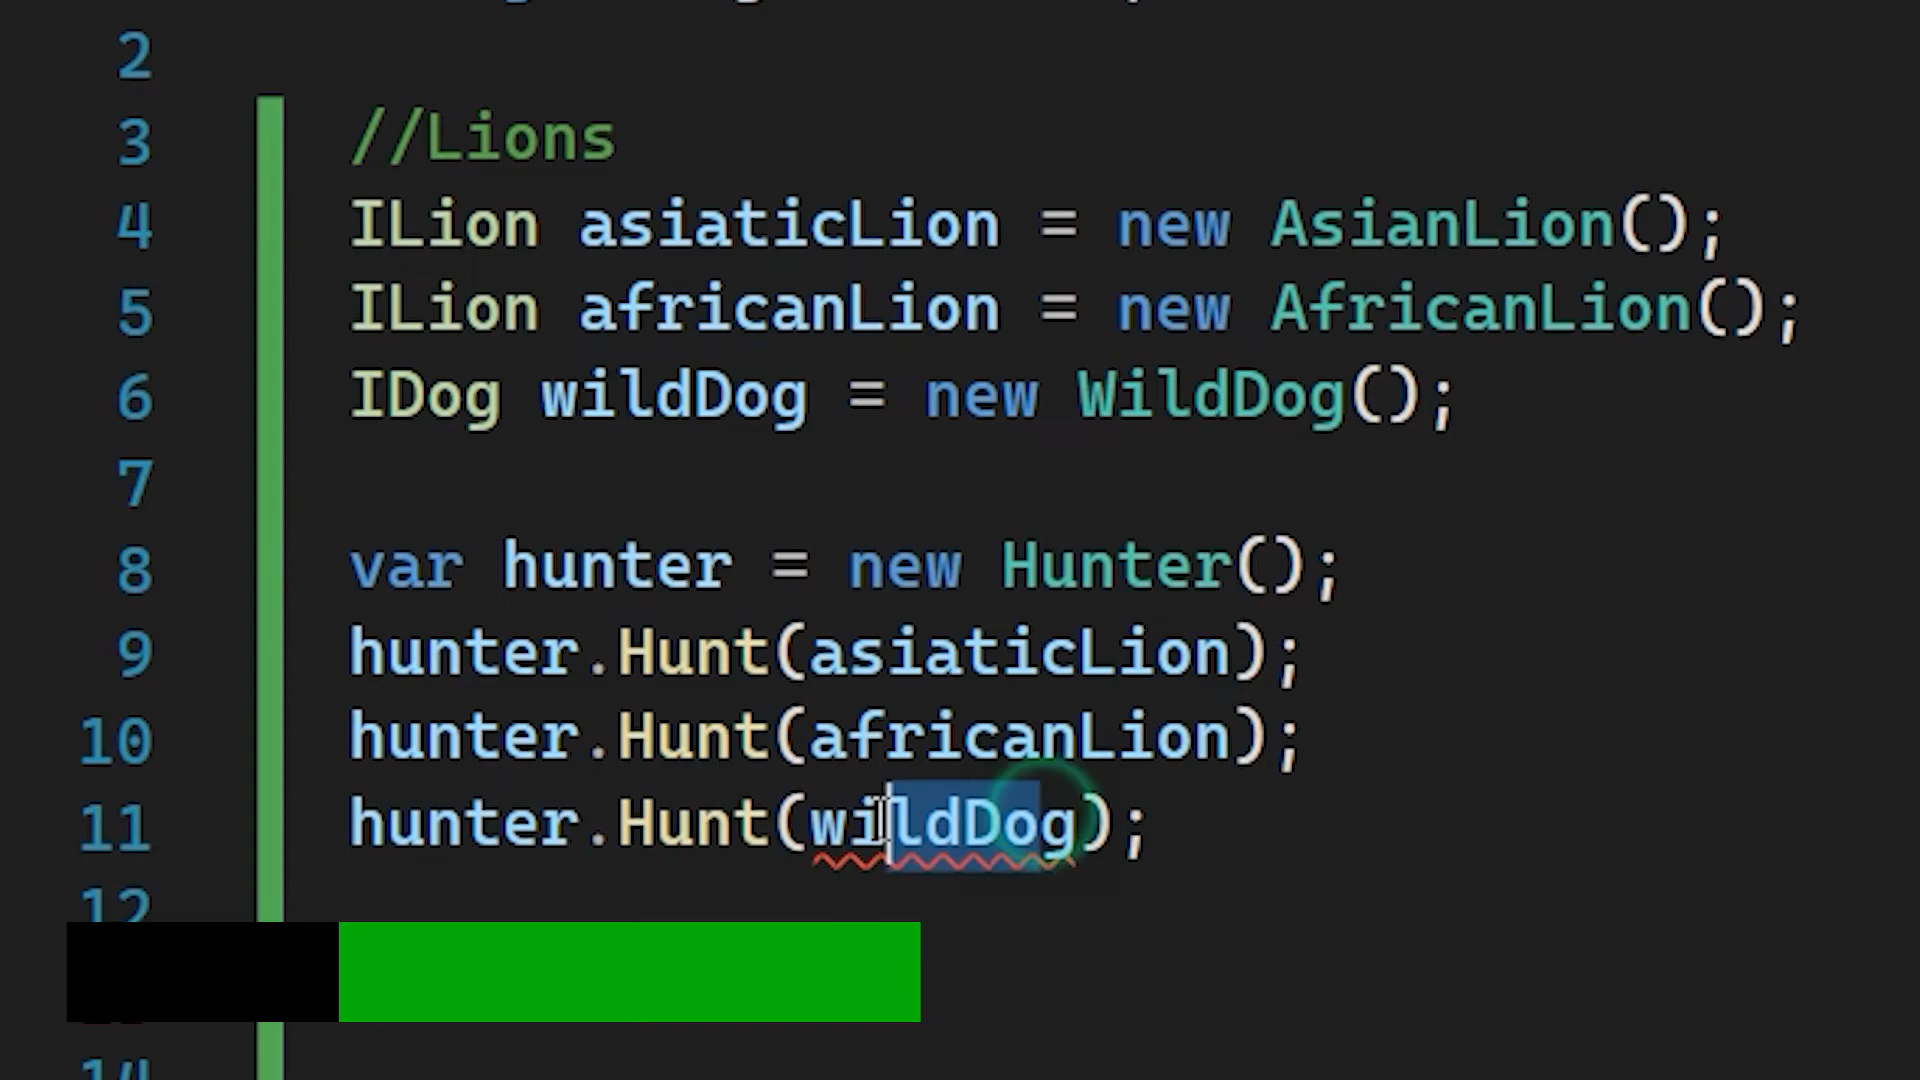 2
3 //Lions
4 ILion asiaticLion = new AsianLion();
5 ILion africanLion = new AfricanLion();
6 IDog wildDog = new WildDog();
7
8 var hunter = new Hunter();
9 hunter.Hunt(asiaticLion);
10 hunter.Hunt(africanLion);
11 hunter.Hunt(wildDog);
12
14